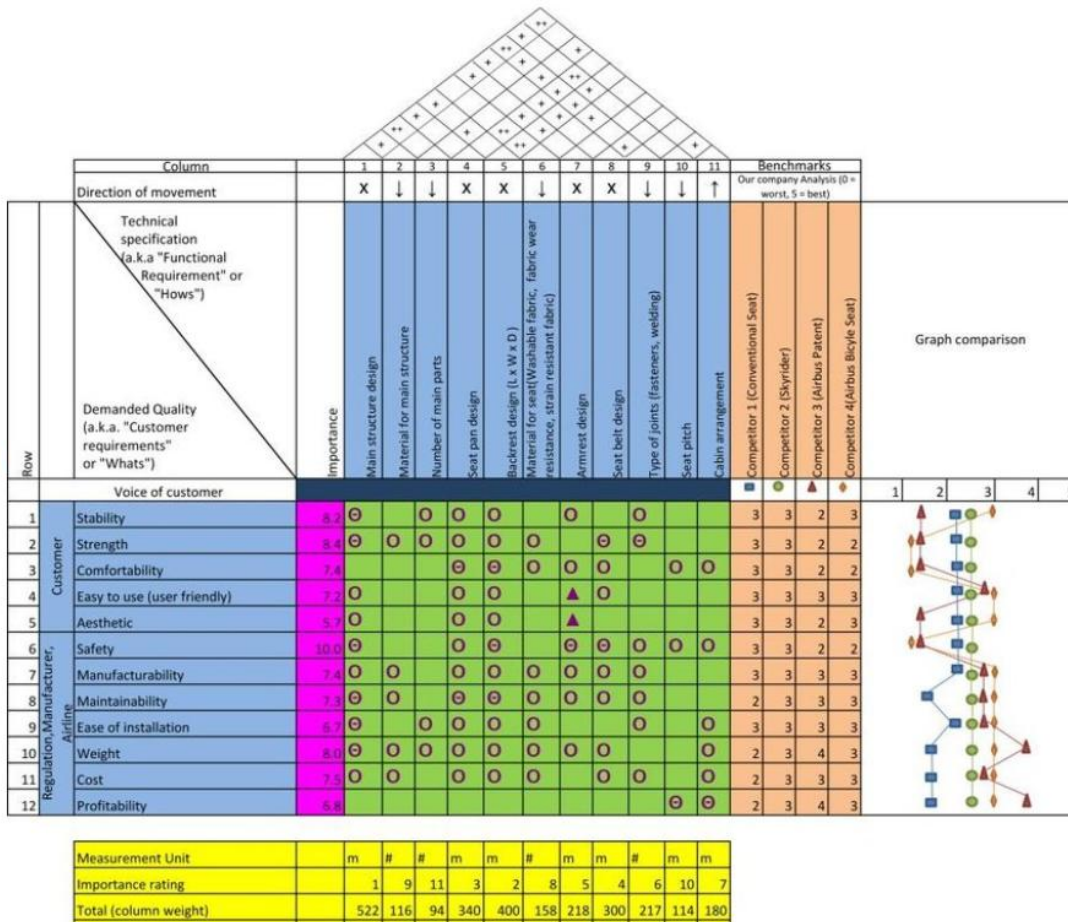 ++
+
++
++
Column 1 2 3 4 5 6 7 8 9 10 11 Benchmarks
Direction of movement X ↓ ↓ X X ↓ X X ↓ ↓ ↑ Our company Analysis (0 =
worst, 5 = best)
Technical
specification
(a.k.a "Functional
Requirement" or
"Hows")
Demanded Quality
(a.k.a. "Customer
requirements"
or "Whats")
Row
Importance
Main structure design
Material for main structure
Number of main parts
Seat pan design
Backrest design (L x W x D )
Material for seat(Washable fabric, fabric wear
resistance, strain resistant fabric)
Armrest design
Seat belt design
Type of joints (fasteners, welding)
Seat pitch
Cabin arrangement
Competitor 1 (Conventional Seat)
Competitor 2 (Skyrider)
Competitor 3 (Airbus Patent)
Competitor 4(Airbus Bicyle Seat)
Graph comparison
Voice of customer 1 2 3 4
Customer
Regulation,Manufacturer,
Airline
1 Stability 8.2 Θ O O O O O 3 3 2 3
2 Strength 8.4 Θ O O O O O Θ Θ 3 3 2 2
3 Comfortability 7.4 Θ Θ O O O O O 3 3 2 2
4 Easy to use (user friendly) 7.2 O O O ▲ O 3 3 3 3
5 Aesthetic 5.7 O O O ▲ 3 3 2 3
6 Safety 10.0 Θ O Θ Θ Θ O O O 3 3 2 2
7 Manufacturability 7.4 Θ O O O O O O O 3 3 3 3
8 Maintainability 7.3 Θ O Θ Θ O O O O 2 3 3 3
9 Ease of installation 6.7 Θ O O O O O O 3 3 3 3
10 Weight 8.0 Θ O O O O O O O O 2 3 4 3
11 Cost 7.5 O O O O O O O O 2 3 3 3
12 Profitability 6.8 Θ Θ 2 3 4 3
Measurement Unit m # # m m # m m # m m
Importance rating 1 9 11 3 2 8 5 4 6 10 7
Total (column weight) 522 116 94 340 400 158 218 300 217 114 180